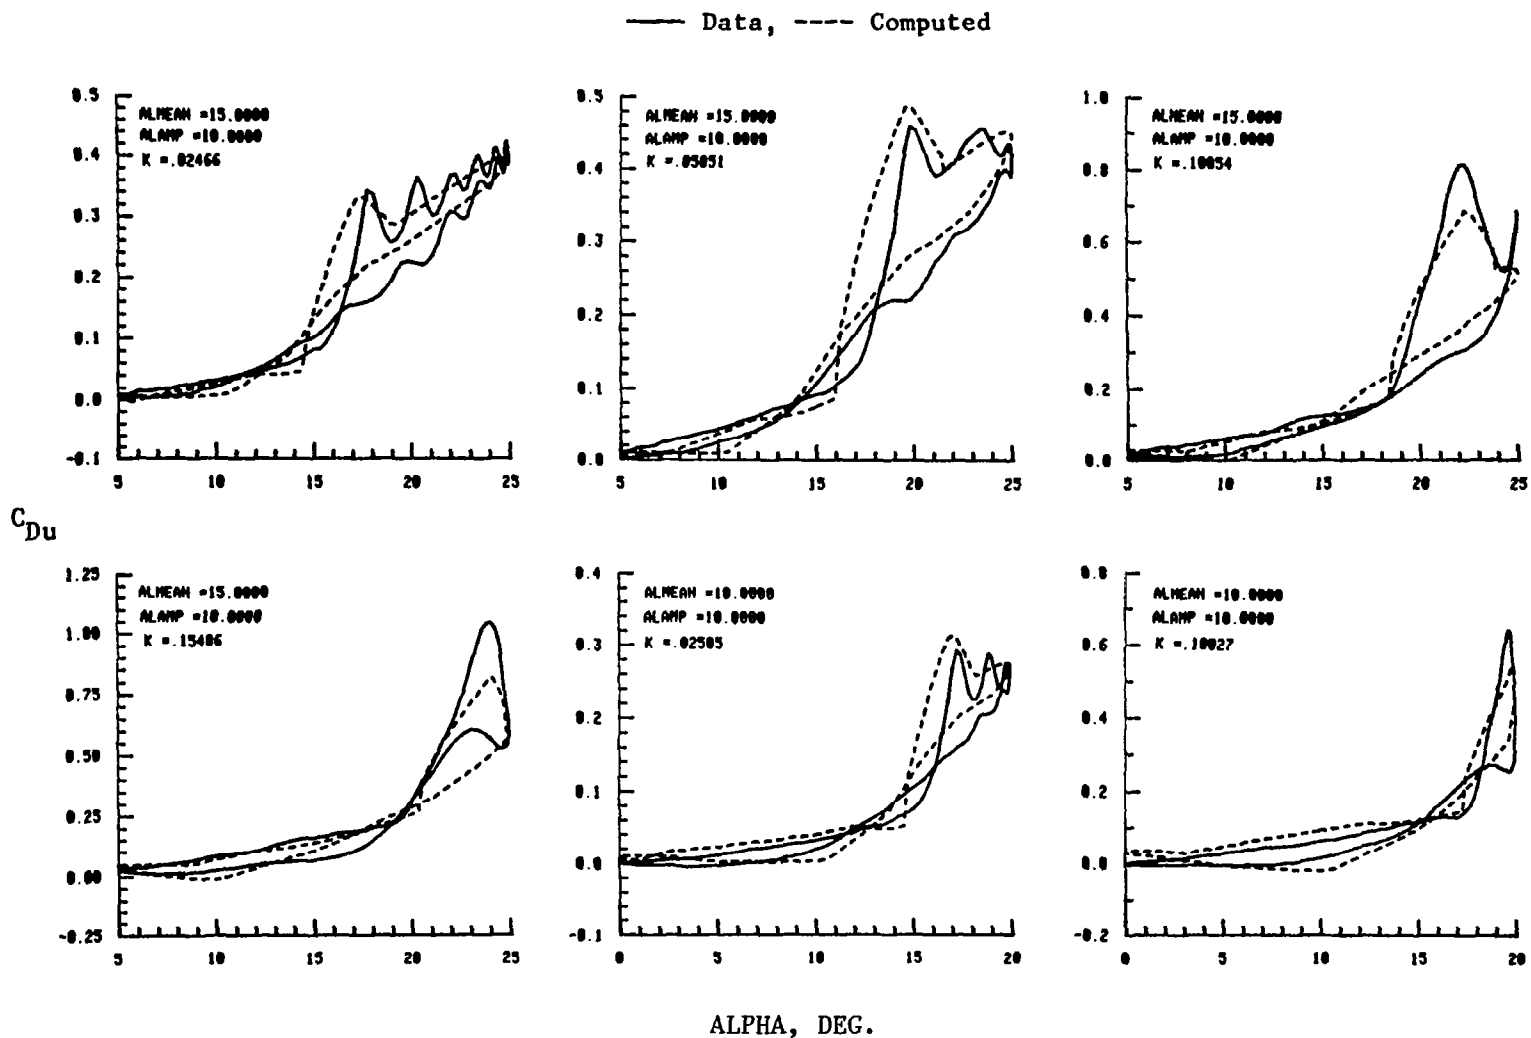 Data, ---- Computed
0.5
0.4
0.3
0.2
0.1
0.0
-0.1
ALMEAN =15.0000
ALAMP =10.0000
K =.02466
5 10 15 20 25
0.5
0.4
0.3
0.2
0.1
0.0
ALMEAN =15.0000
ALAMP =10.0000
K =.05051
5 10 15 20 25
1.0
0.8
0.6
0.4
0.2
0.0
ALMEAN =15.0000
ALAMP =10.0000
K =.10054
5 10 15 20 25
CDu
1.25
1.00
0.75
0.50
0.25
0.00
-0.25
ALMEAN =15.0000
ALAMP =10.0000
K =.15406
5 10 15 20 25
0.4
0.3
0.2
0.1
0.0
-0.1
ALMEAN =10.0000
ALAMP =10.0000
K =.02505
0 5 10 15 20
0.8
0.6
0.4
0.2
0.0
-0.2
ALMEAN =10.0000
ALAMP =10.0000
K =.10027
0 5 10 15 20
ALPHA, DEG.